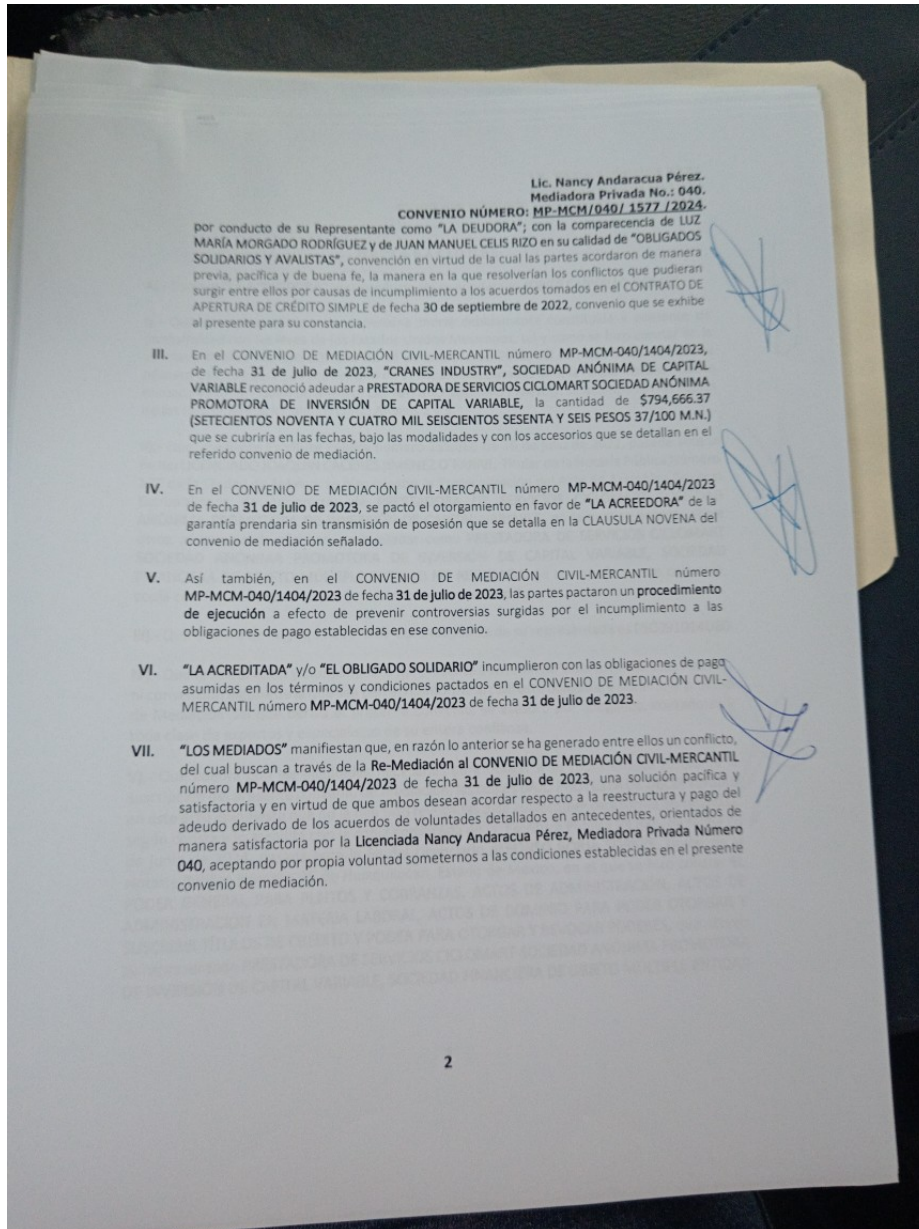 Lic. Nancy Andaracua Pérez.
Mediadora Privada No.: 040.
CONVENIO NÚMERO: MP-MCM/040/ 1577 /2024.
por conducto de su Representante como "LA DEUDORA"; con la comparecencia de LUZ
MARÍA MORGADO RODRÍGUEZ y de JUAN MANUEL CELIS RIZO en su calidad de "OBLIGADOS
SOLIDARIOS Y AVALISTAS", convención en virtud de la cual las partes acordaron de manera
previa, pacífica y de buena fe, la manera en la que resolverían los conflictos que pudieran
surgir entre ellos por causas de incumplimiento a los acuerdos tomados en el CONTRATO DE
APERTURA DE CRÉDITO SIMPLE de fecha 30 de septiembre de 2022, convenio que se exhibe
al presente para su constancia.
III. En el CONVENIO DE MEDIACIÓN CIVIL-MERCANTIL número MP-MCM-040/1404/2023,
de fecha 31 de julio de 2023, "CRANES INDUSTRY", SOCIEDAD ANÓNIMA DE CAPITAL
VARIABLE reconoció adeudar a PRESTADORA DE SERVICIOS CICLOMART SOCIEDAD ANÓNIMA
PROMOTORA DE INVERSIÓN DE CAPITAL VARIABLE, la cantidad de $794,666.37
(SETECIENTOS NOVENTA Y CUATRO MIL SEISCIENTOS SESENTA Y SEIS PESOS 37/100 M.N.)
que se cubriría en las fechas, bajo las modalidades y con los accesorios que se detallan en el
referido convenio de mediación.
IV. En el CONVENIO DE MEDIACIÓN CIVIL-MERCANTIL número MP-MCM-040/1404/2023
de fecha 31 de julio de 2023, se pactó el otorgamiento en favor de "LA ACREEDORA" de la
garantía prendaria sin transmisión de posesión que se detalla en la CLAUSULA NOVENA del
convenio de mediación señalado.
V. Así también, en el CONVENIO DE MEDIACIÓN CIVIL-MERCANTIL número
MP-MCM-040/1404/2023 de fecha 31 de julio de 2023, las partes pactaron un procedimiento
de ejecución a efecto de prevenir controversias surgidas por el incumplimiento a las
obligaciones de pago establecidas en ese convenio.
VI. "LA ACREDITADA" y/o "EL OBLIGADO SOLIDARIO" incumplieron con las obligaciones de pago
asumidas en los términos y condiciones pactados en el CONVENIO DE MEDIACIÓN CIVIL-
MERCANTIL número MP-MCM-040/1404/2023 de fecha 31 de julio de 2023.
VII. "LOS MEDIADOS" manifiestan que, en razón lo anterior se ha generado entre ellos un conflicto,
del cual buscan a través de la Re-Mediación al CONVENIO DE MEDIACIÓN CIVIL-MERCANTIL
número MP-MCM-040/1404/2023 de fecha 31 de julio de 2023, una solución pacífica y
satisfactoria y en virtud de que ambos desean acordar respecto a la reestructura y pago del
adeudo derivado de los acuerdos de voluntades detallados en antecedentes, orientados de
manera satisfactoria por la Licenciada Nancy Andaracua Pérez, Mediadora Privada Número
040, aceptando por propia voluntad someternos a las condiciones establecidas en el presente
convenio de mediación.
2